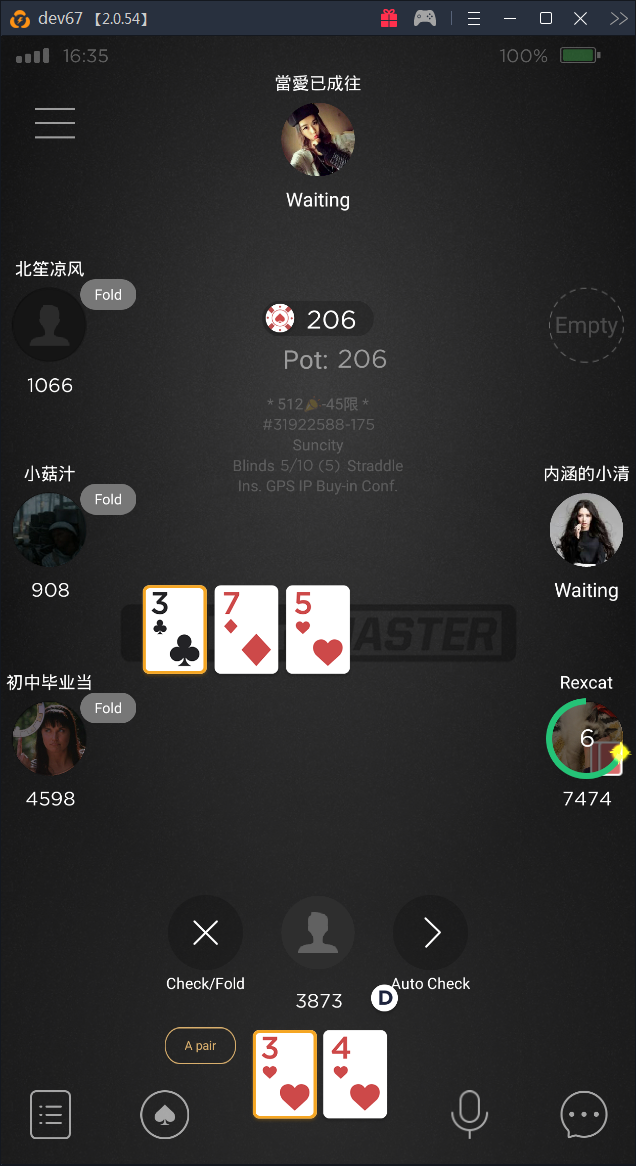 dev67 【2.0.54】
16:35
100%
當愛已成往
Waiting
北笙凉风
Fold
1066
206
Pot: 206
Empty
* 512 -45限 *
#31922588-175
Suncity
Blinds 5/10 (5) Straddle
Ins. GPS IP Buy-in Conf.
小菇汁
Fold
908
内涵的小清
Waiting
3
7
5
MASTER
初中毕业当
Fold
4598
Rexcat
6
7474
Check/Fold
3873
D
Auto Check
A pair
3
4